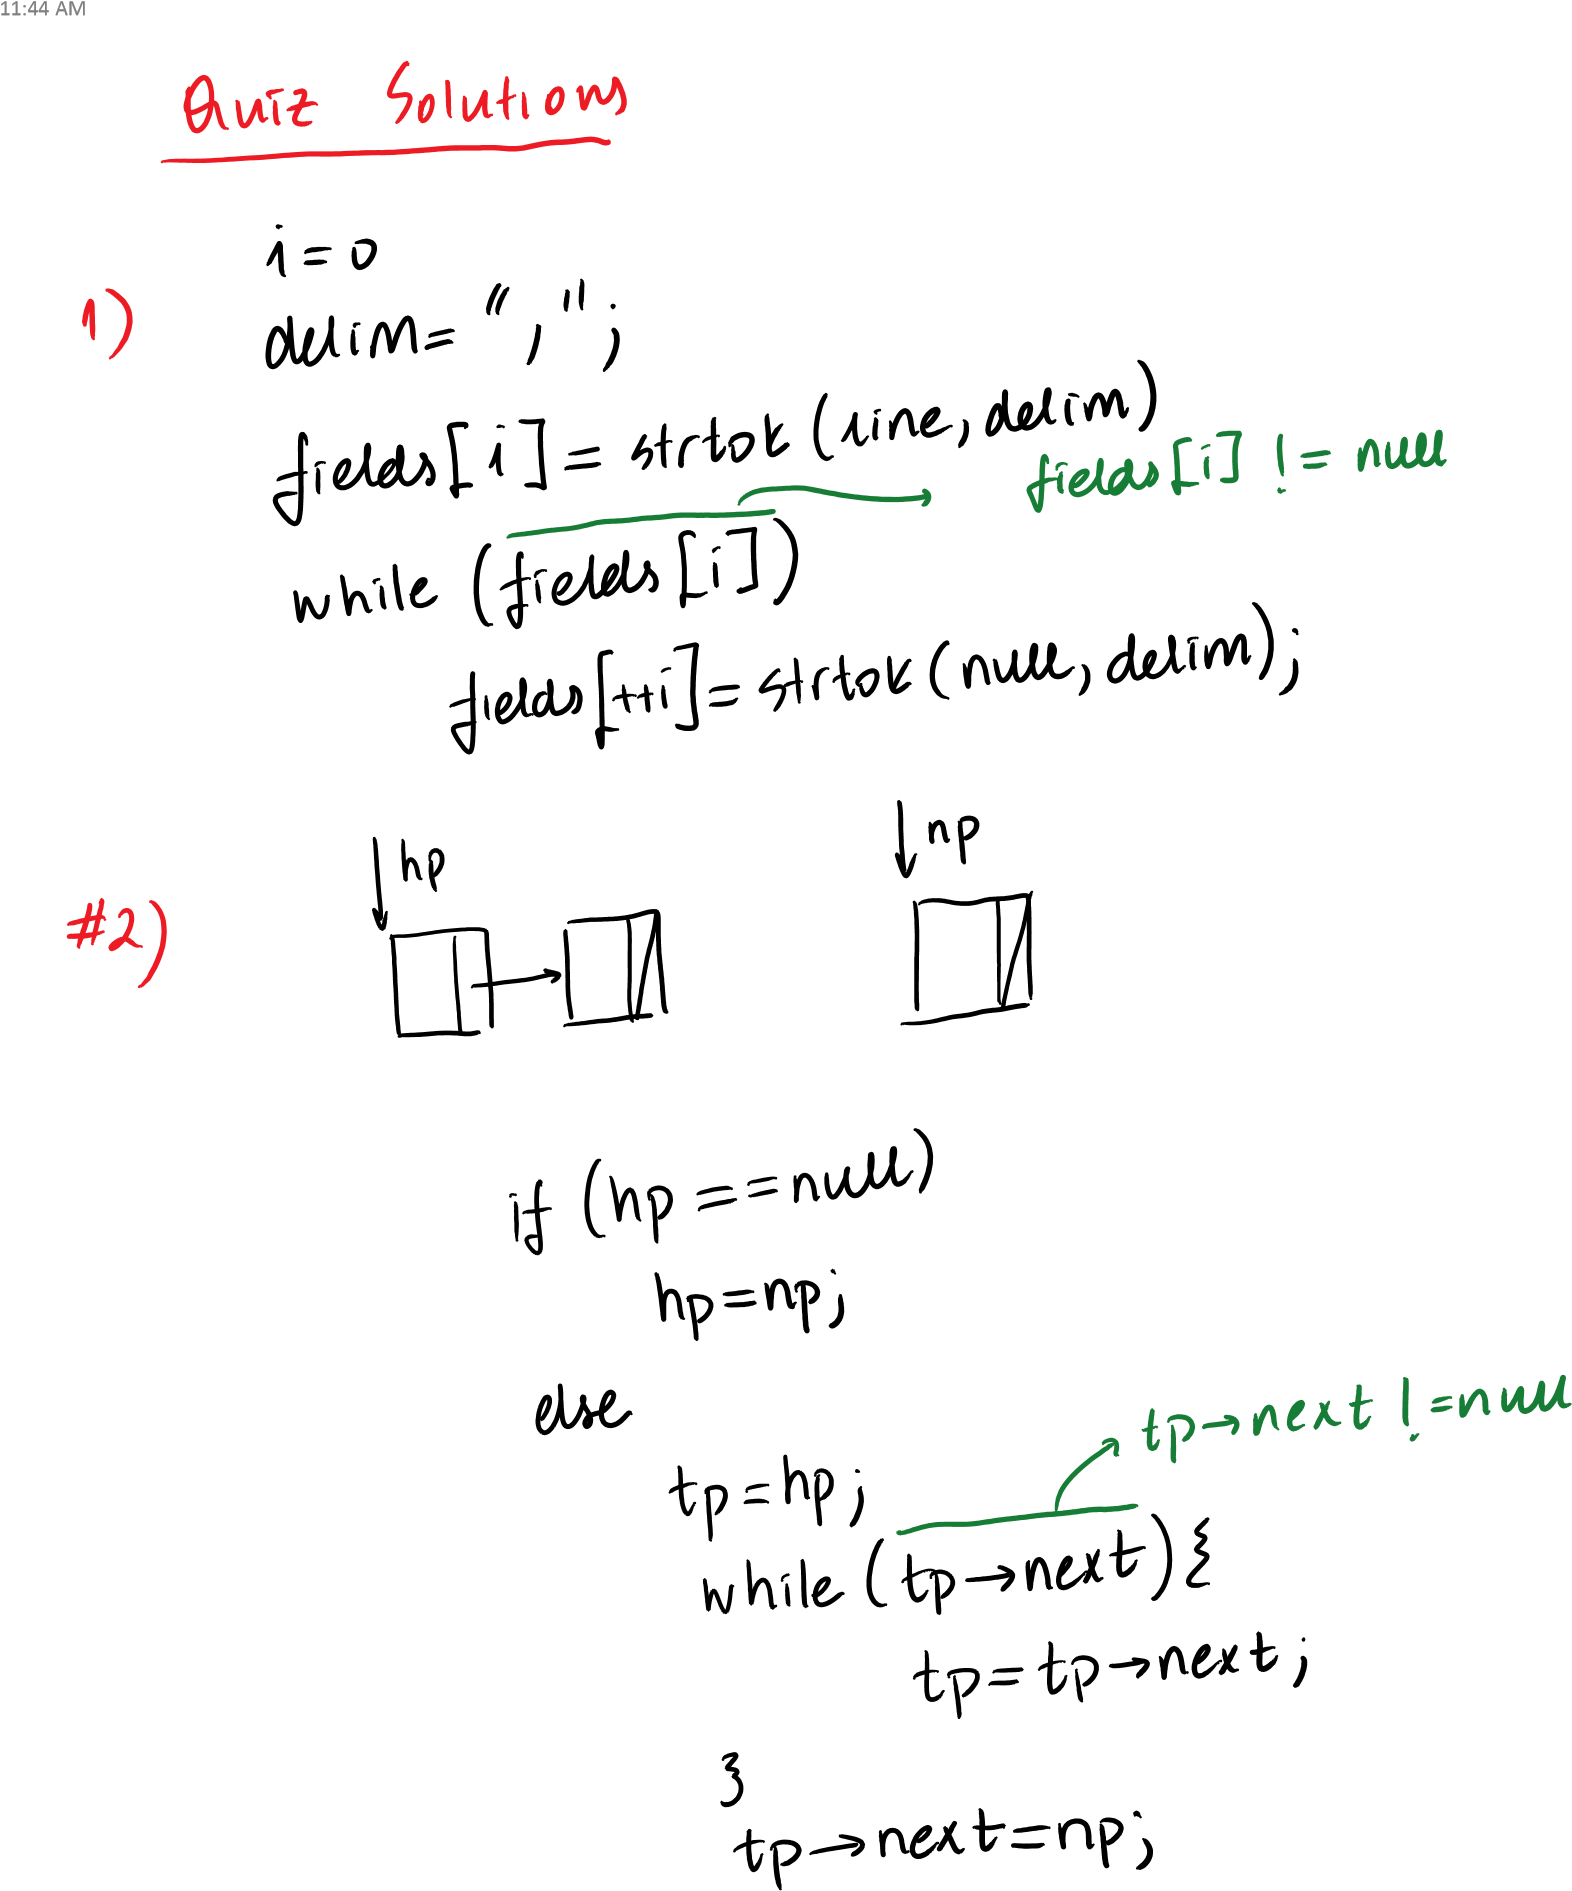 11:44 AM
Quiz Solutions
i = 0
1)
delim= ",";
fields[i] = strtok(line, delim)
fields[i] != null
while (fields[i])
fields[++i] = strtok(null, delim);
hp
np
#2)
if (hp == null)
hp=np;
else
tp→next != null
tp=hp;
while (tp→next) {
tp= tp→next;
}
tp→next=np;